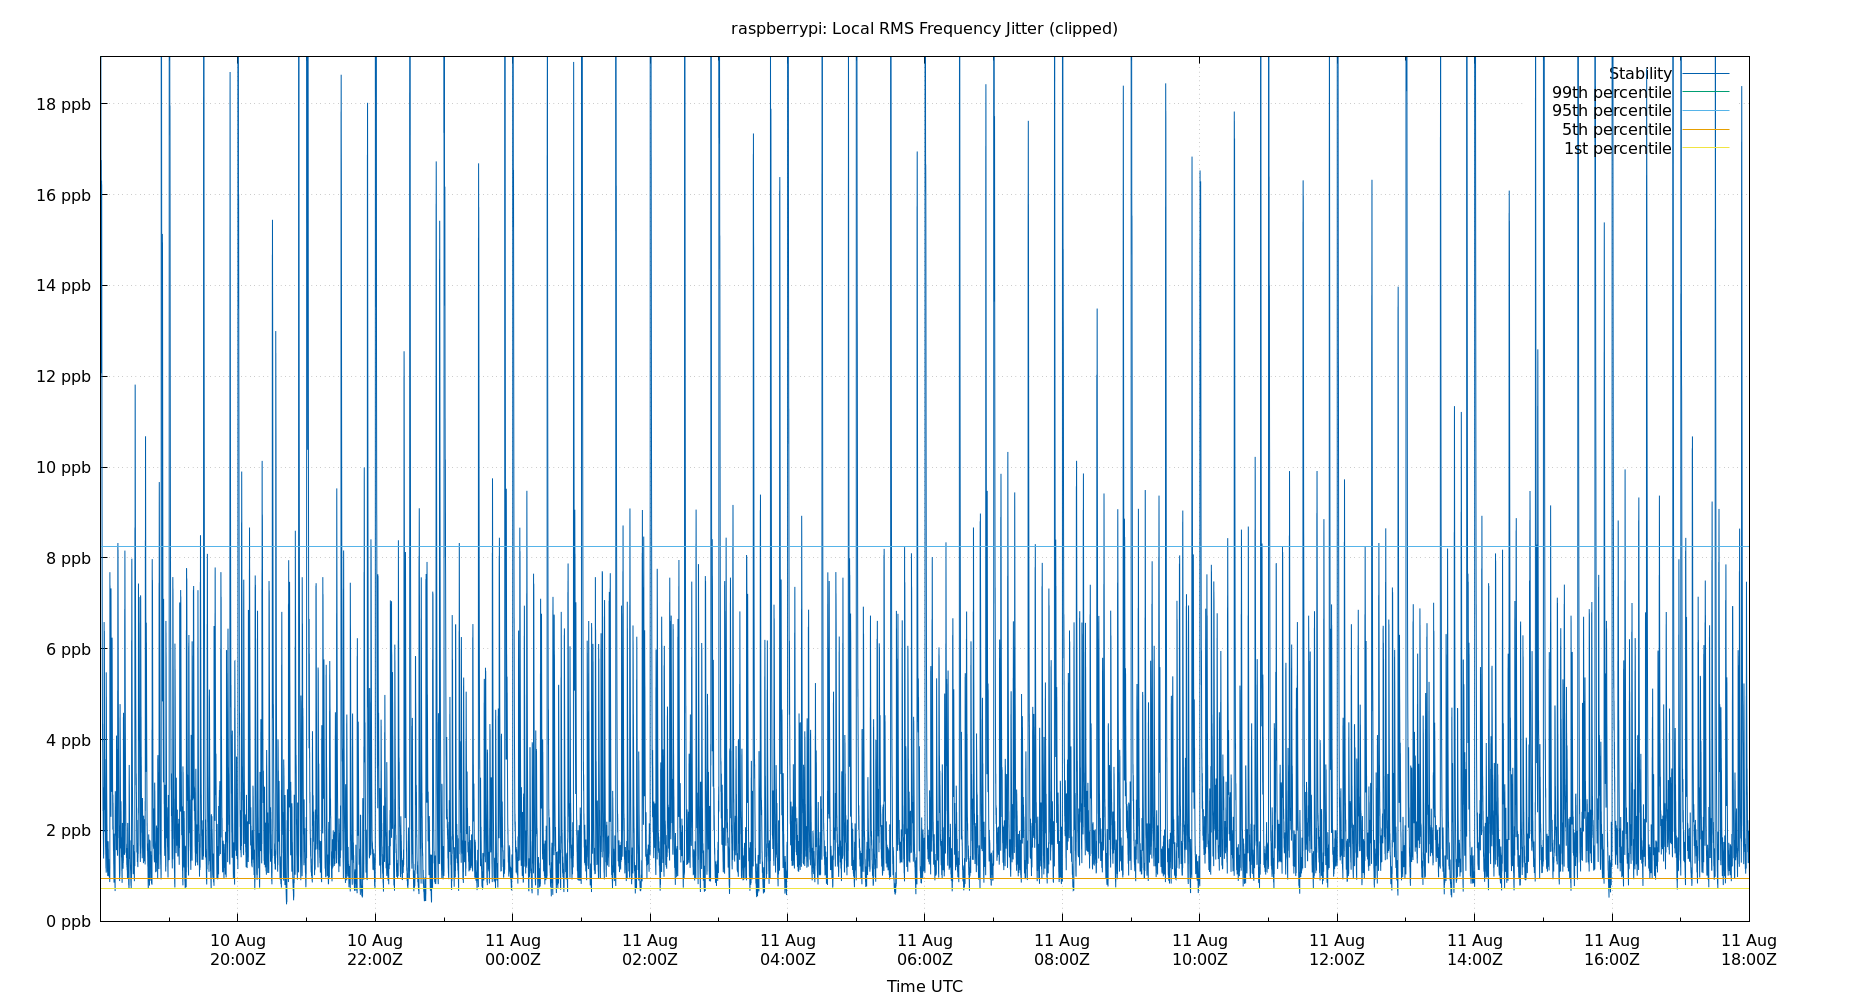 raspberrypi: Local RMS Frequency Jitter (clipped)
Stability
99th percentile
95th percentile
5th percentile
1st percentile
18 ppb
16 ppb
14 ppb
12 ppb
10 ppb
8 ppb
6 ppb
4 ppb
2 ppb
0 ppb
10 Aug 10 Aug 11 Aug 11 Aug 11 Aug 11 Aug 11 Aug 11 Aug 11 Aug 11 Aug 11 Aug 11 Aug
20:00Z 22:00Z 00:00Z 02:00Z 04:00Z 06:00Z 08:00Z 10:00Z 12:00Z 14:00Z 16:00Z 18:00Z
Time UTC